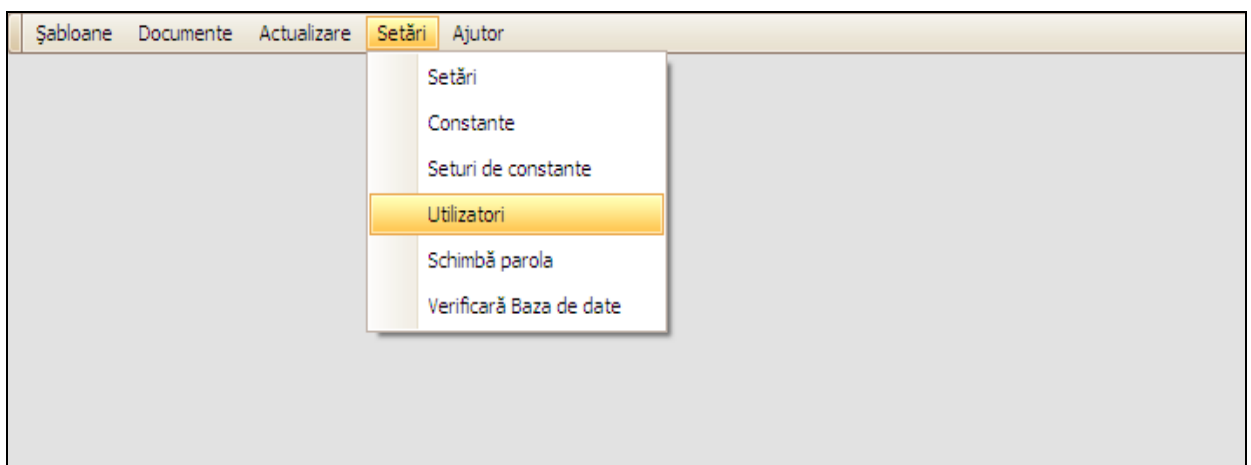 Şabloane Documente Actualizare Setări Ajutor
Setări
Constante
Seturi de constante
Utilizatori
Schimbă parola
Verificară Baza de date